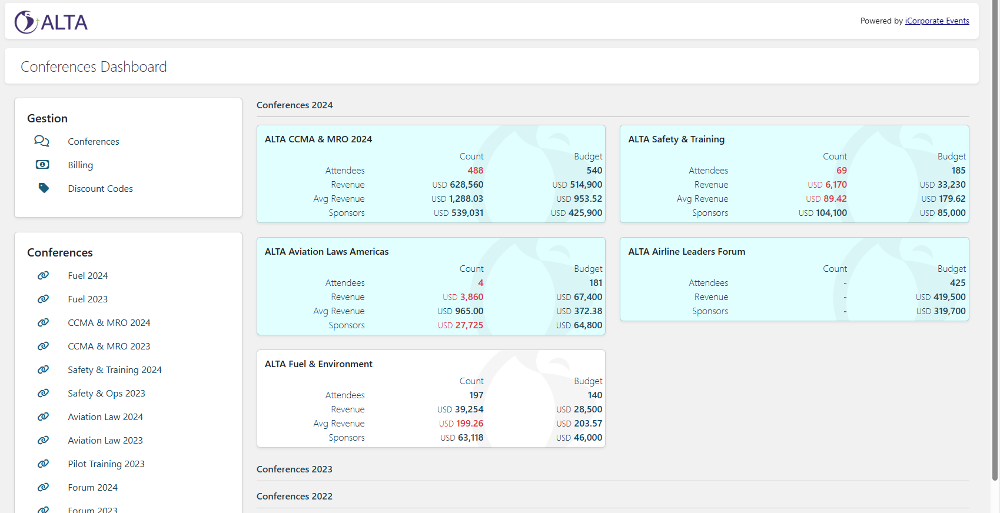 ALTA
Powered by iCorporate Events
Conferences Dashboard
Gestion
Conferences
Billing
Discount Codes
Conferences
Fuel 2024
Fuel 2023
CCMA & MRO 2024
CCMA & MRO 2023
Safety & Training 2024
Safety & Ops 2023
Aviation Law 2024
Aviation Law 2023
Pilot Training 2023
Forum 2024
Forum 2023
Conferences 2024
ALTA CCMA & MRO 2024
Count Budget
Attendees 488 540
Revenue USD 628,560 USD 514,900
Avg Revenue USD 1,288.03 USD 953.52
Sponsors USD 539,031 USD 425,900
ALTA Safety & Training
Count Budget
Attendees 69 185
Revenue USD 6,170 USD 33,230
Avg Revenue USD 89.42 USD 179.62
Sponsors USD 104,100 USD 85,000
ALTA Aviation Laws Americas
Count Budget
Attendees 4 181
Revenue USD 3,860 USD 67,400
Avg Revenue USD 965.00 USD 372.38
Sponsors USD 27,725 USD 64,800
ALTA Airline Leaders Forum
Count Budget
Attendees - 425
Revenue - USD 419,500
Sponsors - USD 319,700
ALTA Fuel & Environment
Count Budget
Attendees 197 140
Revenue USD 39,254 USD 28,500
Avg Revenue USD 199.26 USD 203.57
Sponsors USD 63,118 USD 46,000
Conferences 2023
Conferences 2022